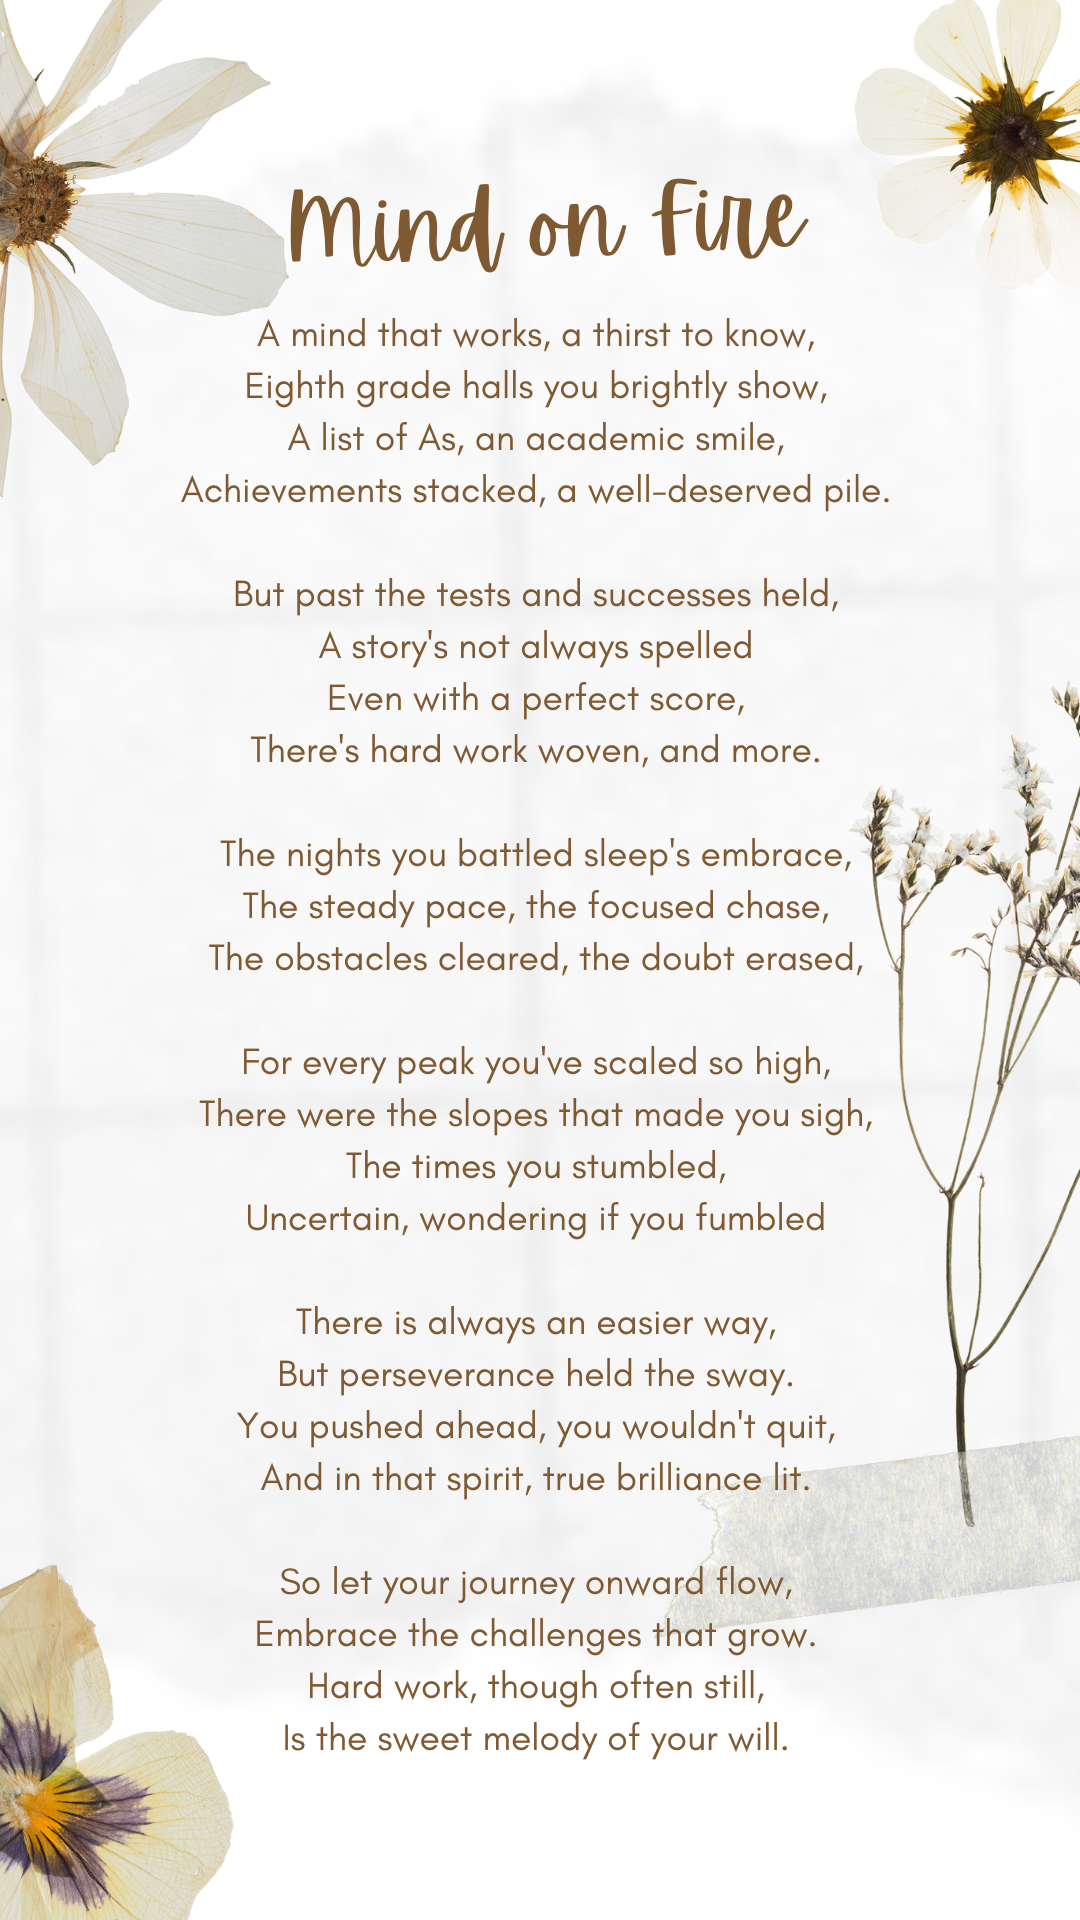 Mind on Fire
A mind that works, a thirst to know,
Eighth grade halls you brightly show,
A list of As, an academic smile,
Achievements stacked, a well-deserved pile.
But past the tests and successes held,
A story's not always spelled
Even with a perfect score,
There's hard work woven, and more.
The nights you battled sleep's embrace,
The steady pace, the focused chase,
The obstacles cleared, the doubt erased,
For every peak you've scaled so high,
There were the slopes that made you sigh,
The times you stumbled,
Uncertain, wondering if you fumbled
There is always an easier way,
But perseverance held the sway.
You pushed ahead, you wouldn't quit,
And in that spirit, true brilliance lit.
So let your journey onward flow,
Embrace the challenges that grow.
Hard work, though often still,
Is the sweet melody of your will.